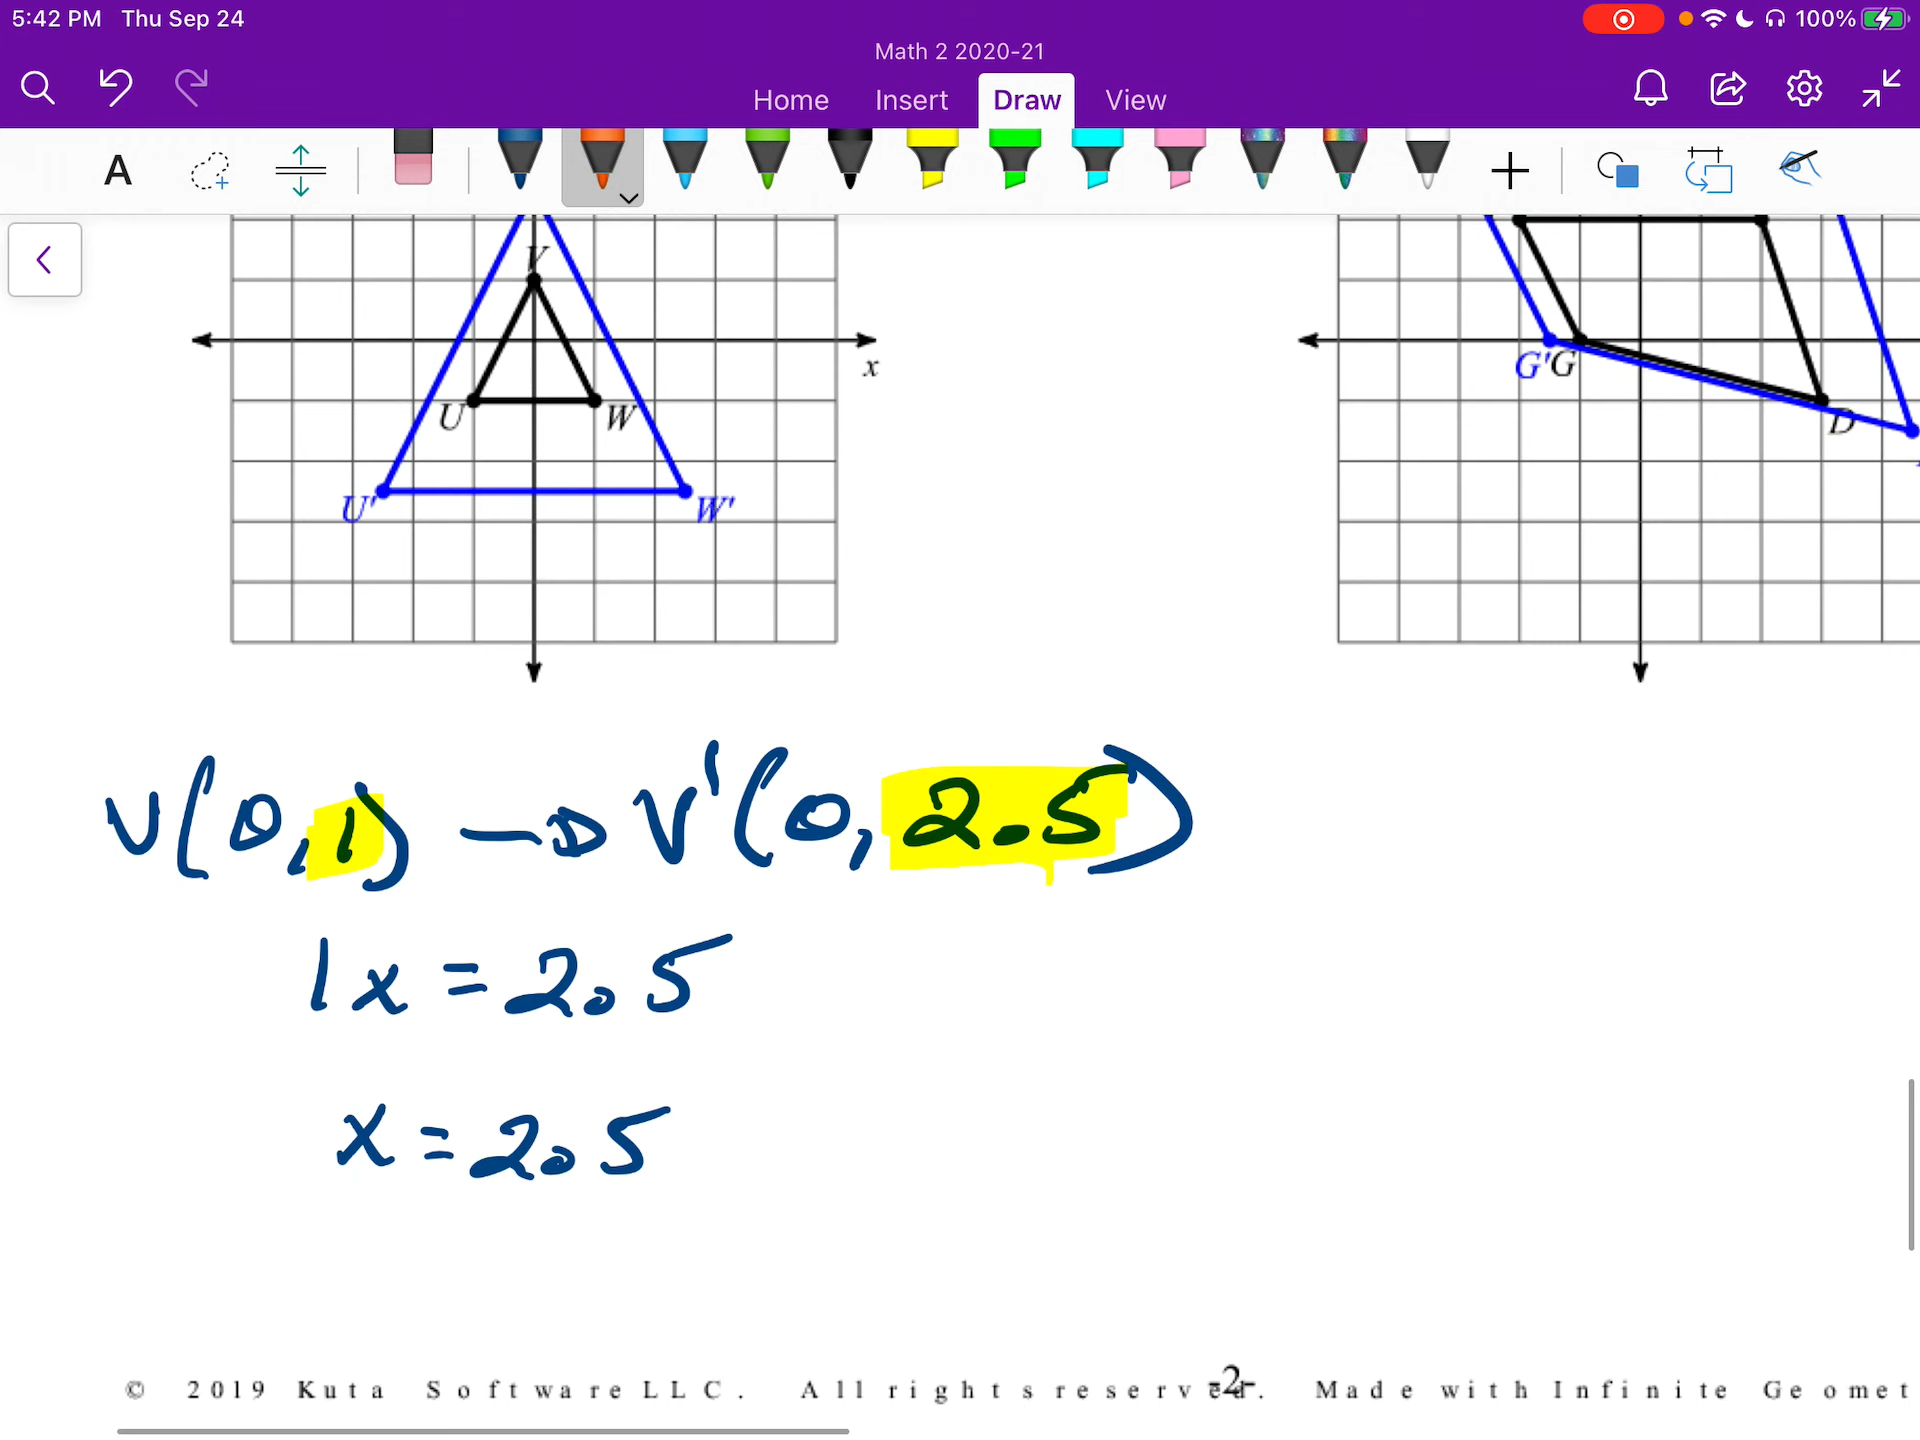 5:42 PM Thu Sep 24
100%
Math 2 2020-21
Home Insert Draw View
A
V
x
U
W
U'
W'
G'
G
D
V(0,1) → V'(0,2.5)
1x = 2.5
x = 2.5
© 2019 Kuta Software LLC. All rights reserved. -2- Made with Infinite Geomet